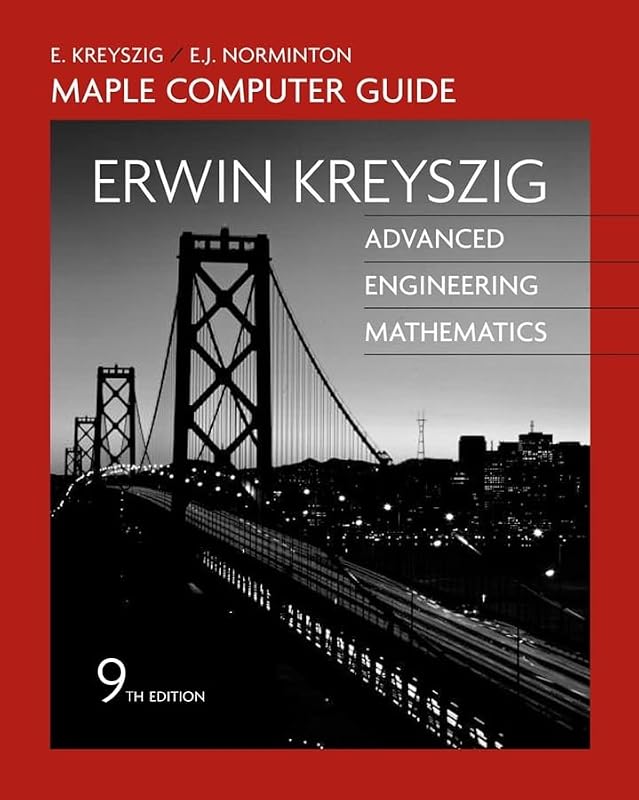 E. KREYSZIG / E.J. NORMINTON
MAPLE COMPUTER GUIDE
ERWIN KREYSZIG
ADVANCED
ENGINEERING
MATHEMATICS
9TH EDITION